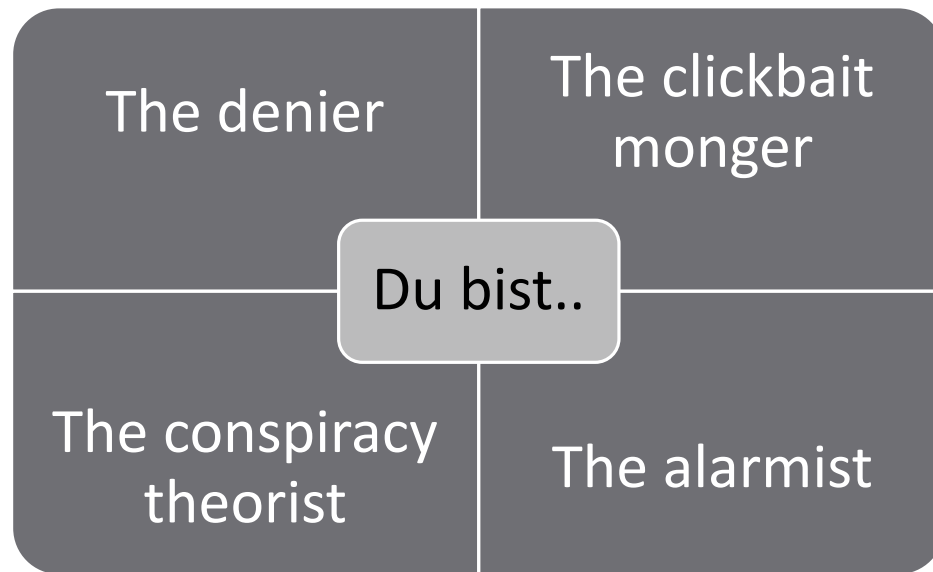 The denier
The clickbait
monger
Du bist..
The conspiracy
theorist
The alarmist